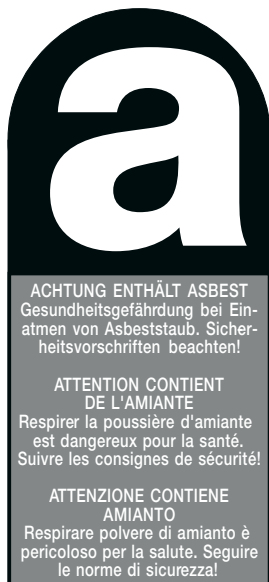 a
ACHTUNG ENTHÄLT ASBEST
Gesundheitsgefährdung bei Ein-
atmen von Asbeststaub. Sicher-
heitsvorschriften beachten!
ATTENTION CONTIENT
DE L'AMIANTE
Respirer la poussière d'amiante
est dangereux pour la santé.
Suivre les consignes de sécurité!
ATTENZIONE CONTIENE
AMIANTO
Respirare polvere di amianto è
pericoloso per la salute. Seguire
le norme di sicurezza!